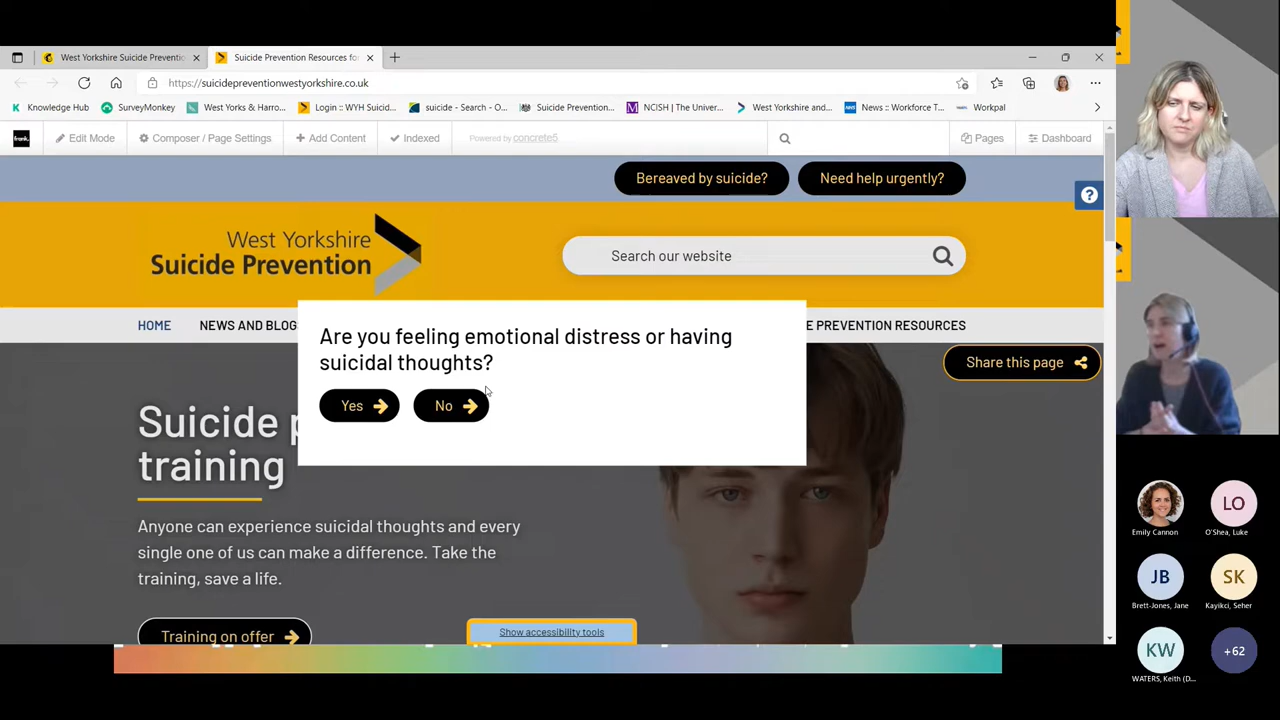 West Yorkshire Suicide Preventio
Suicide Prevention Resources fo
https://suicidepreventionwestyorkshire.co.uk
Knowledge Hub
SurveyMonkey
West Yorks & Harro...
Login :: WYH Suicid...
suicide - Search - O...
Suicide Prevention...
NCISH | The Univer...
West Yorkshire and...
News :: Workforce T...
Workpal
frank.
Edit Mode
Composer / Page Settings
Add Content
Indexed
Powered by concrete5
Pages
Dashboard
Bereaved by suicide?
Need help urgently?
?
West Yorkshire
Suicide Prevention
Search our website
HOME
NEWS AND BLOG
E PREVENTION RESOURCES
Are you feeling emotional distress or having
suicidal thoughts?
Yes
No
Share this page
Suicide p
training
Anyone can experience suicidal thoughts and every
single one of us can make a difference. Take the
training, save a life.
Training on offer
Show accessibility tools
Emily Cannon
LO
O'Shea, Luke
JB
Brett-Jones, Jane
SK
Kayikci, Seher
KW
WATERS, Keith (D...
+62